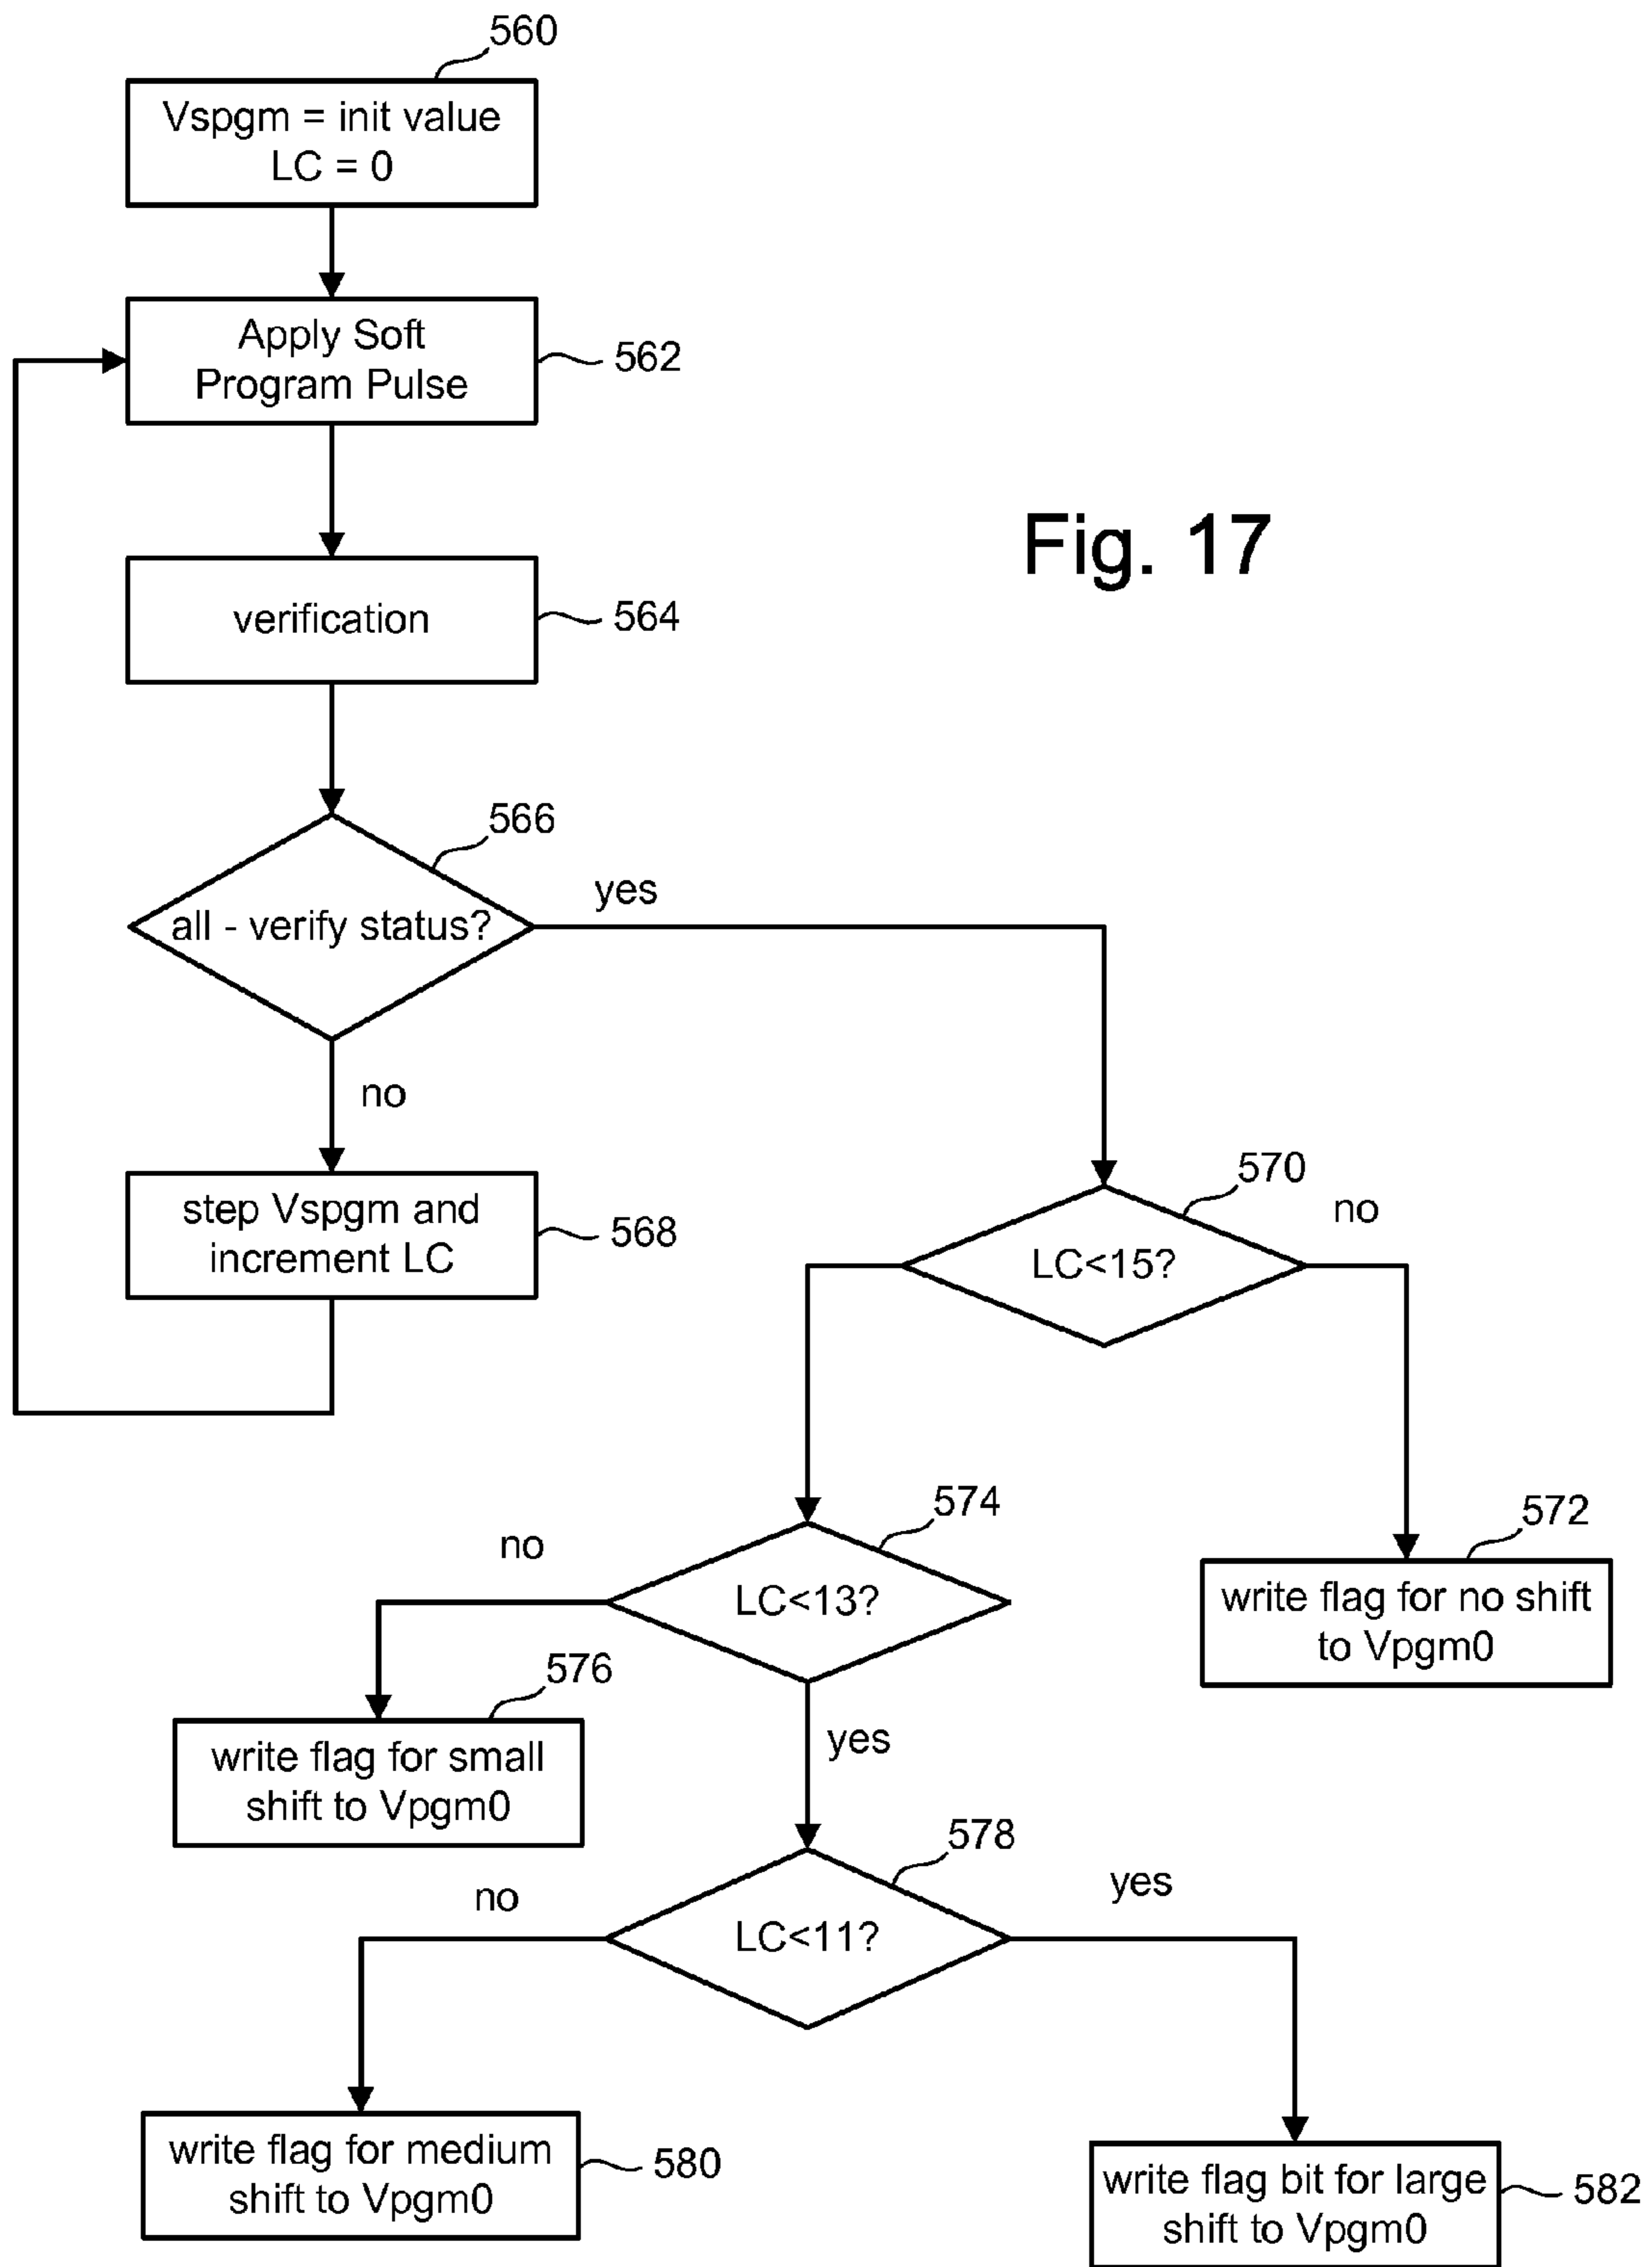 560
Vspgm = init value
LC = 0
Apply Soft
Program Pulse
562
Fig. 17
verification
564
566
all - verify status?
yes
no
step Vspgm and
increment LC
568
570
LC<15?
no
574
LC<13?
no
572
write flag for no shift
to Vpgm0
576
write flag for small
shift to Vpgm0
yes
578
LC<11?
no
yes
write flag for medium
shift to Vpgm0
580
write flag bit for large
shift to Vpgm0
582